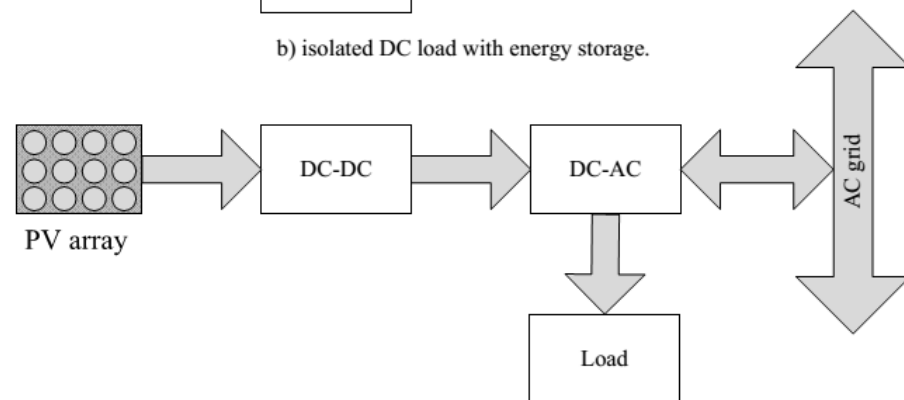 b) isolated DC load with energy storage.
DC-DC
DC-AC
AC grid
PV array
Load